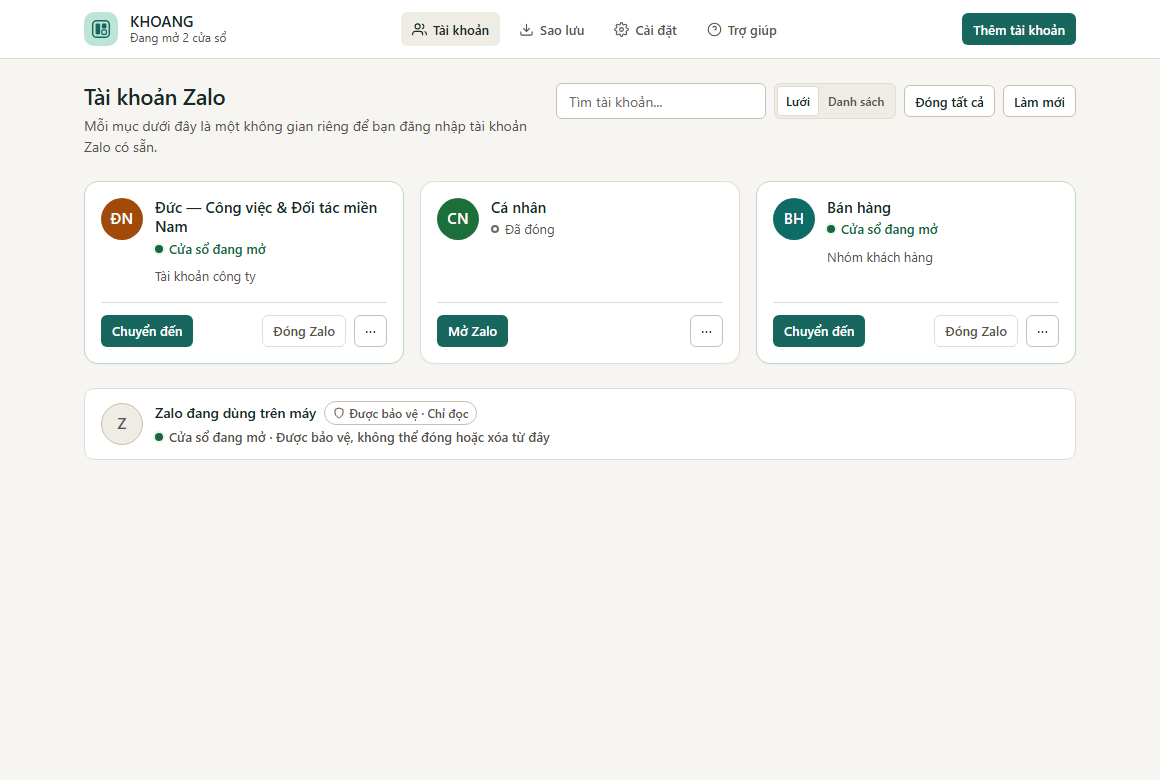 KHOANG
Đang mở 2 cửa sổ
Tài khoản
Sao lưu
Cài đặt
Trợ giúp
Thêm tài khoản
Tài khoản Zalo
Mỗi mục dưới đây là một không gian riêng để bạn đăng nhập tài khoản
Zalo có sẵn.
Tìm tài khoản...
Lưới
Danh sách
Đóng tất cả
Làm mới
ĐN
Đức — Công việc & Đối tác miền
Nam
Cửa sổ đang mở
Tài khoản công ty
Chuyển đến
Đóng Zalo
...
CN
Cá nhân
Đã đóng
Mở Zalo
...
BH
Bán hàng
Cửa sổ đang mở
Nhóm khách hàng
Chuyển đến
Đóng Zalo
...
Z
Zalo đang dùng trên máy
Được bảo vệ · Chỉ đọc
Cửa sổ đang mở · Được bảo vệ, không thể đóng hoặc xóa từ đây